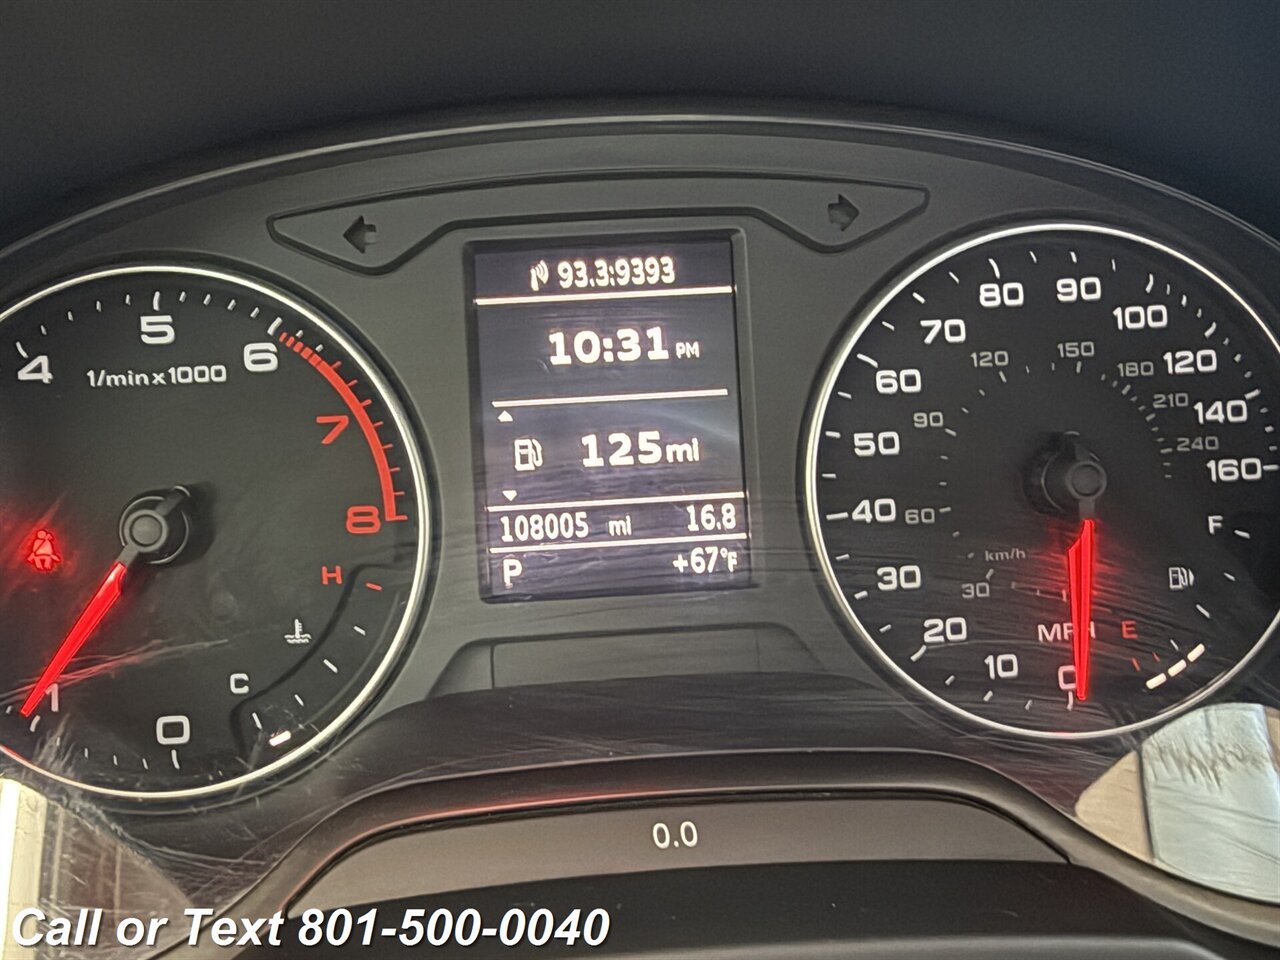 93.3:9393
10:31 PM
125 mi
108005 mi 16.8
P +67°F
4 5 6 7 8
1/min x 1000
H
C
1 0
0 10 20 30 40 50 60 70 80 90 100 120 140 160
30 60 90 120 150 180 210 240
km/h
MPH
F
E
0.0
Call or Text 801-500-0040